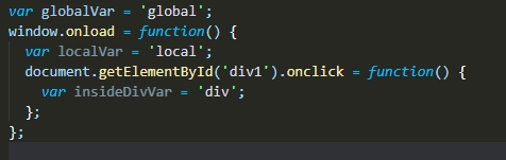 var globalVar = 'global';
window.onload = function() {
  var localVar = 'local';
  document.getElementById('div1').onclick = function() {
    var insideDivVar = 'div';
  };
};